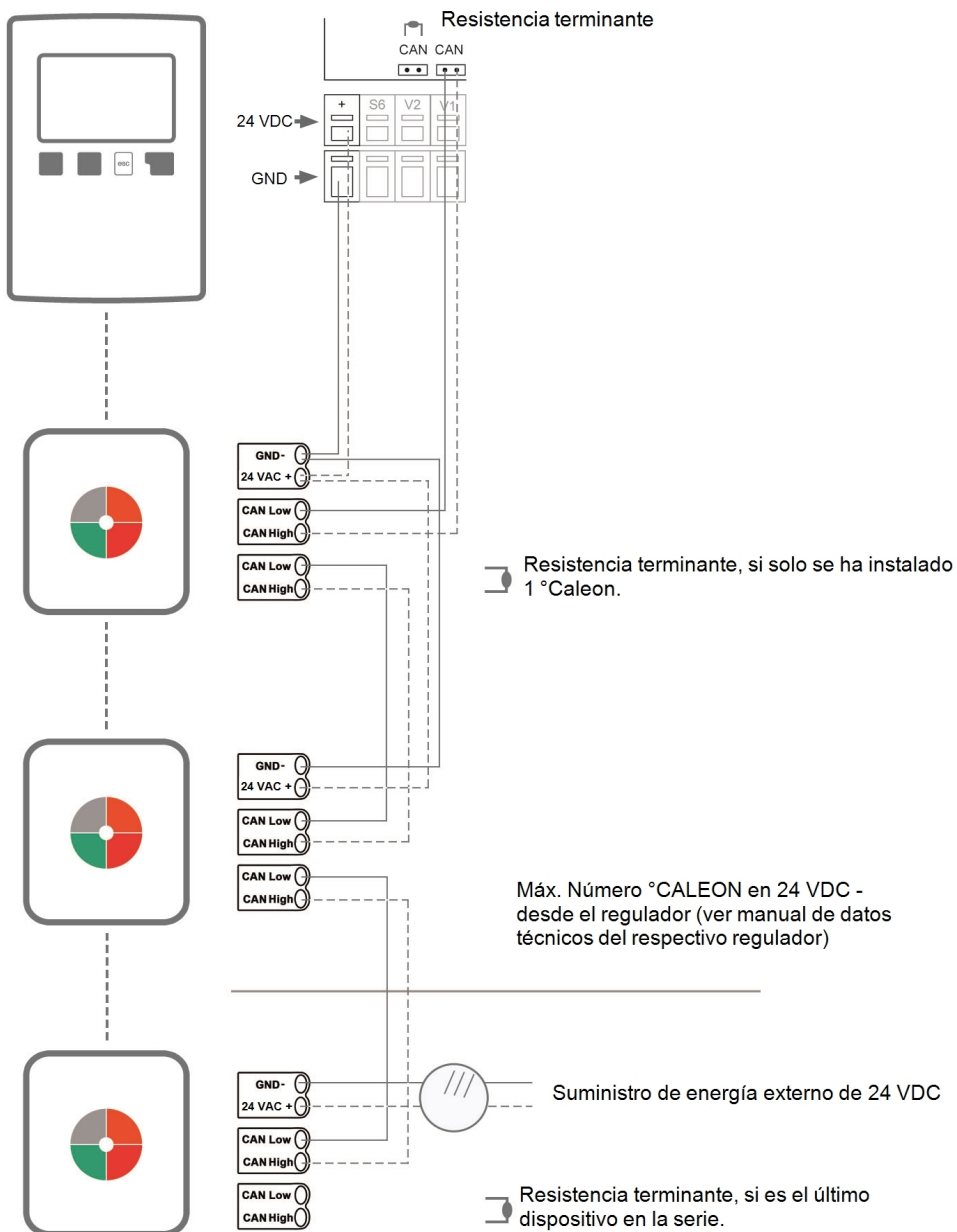 Resistencia terminante
CAN CAN
+ S6 V2 V1
24 VDC
GND
esc
GND-
24 VAC +
CAN Low
CAN High
CAN Low
CAN High
Resistencia terminante, si solo se ha instalado
1 °Caleon.
GND-
24 VAC +
CAN Low
CAN High
CAN Low
CAN High
Máx. Número °CALEON en 24 VDC -
desde el regulador (ver manual de datos
técnicos del respectivo regulador)
GND-
24 VAC +
Suministro de energía externo de 24 VDC
CAN Low
CAN High
CAN Low
CAN High
Resistencia terminante, si es el último
dispositivo en la serie.